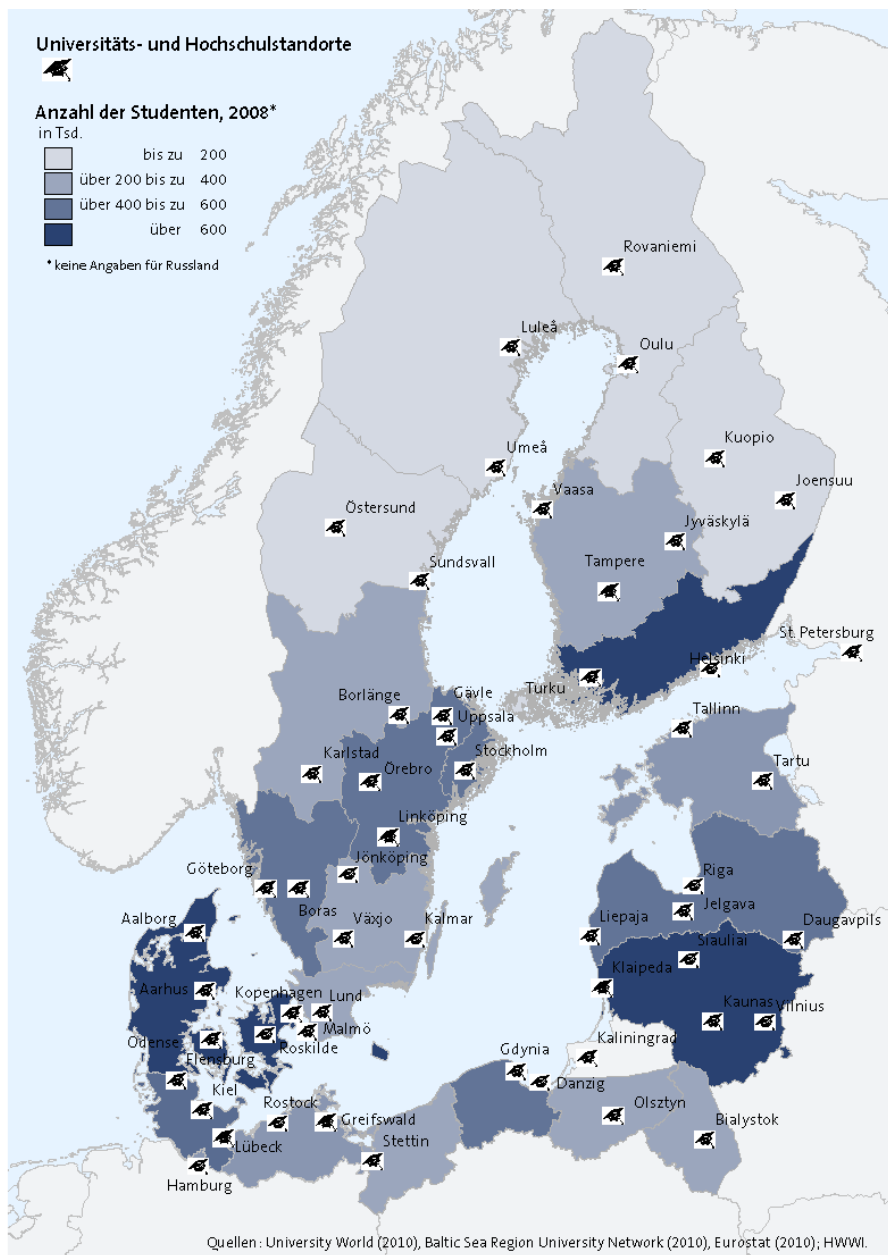 Universitäts- und Hochschulstandorte
Anzahl der Studenten, 2008*
in Tsd.
bis zu 200
über 200 bis zu 400
über 400 bis zu 600
über 600
* keine Angaben für Russland
Rovaniemi
Luleå
Oulu
Kuopio
Umeå
Joensuu
Vaasa
Östersund
Jyväskylä
Tampere
Sundsvall
St. Petersburg
Helsinki
Turku
Gävle
Borlänge
Uppsala
Tallinn
Stockholm
Karlstad
Örebro
Tartu
Linköping
Jönköping
Göteborg
Riga
Boras
Jelgava
Aalborg
Växjo
Kalmar
Liepaja
Daugavpils
Siauliai
Klaipeda
Aarhus
Kopenhagen
Lund
Kaunas
Vilnius
Malmö
Odense
Roskilde
Kaliningrad
Flensburg
Gdynia
Danzig
Kiel
Rostock
Olsztyn
Greifswald
Bialystok
Lübeck
Stettin
Hamburg
Quellen: University World (2010), Baltic Sea Region University Network (2010), Eurostat (2010); HWWI.